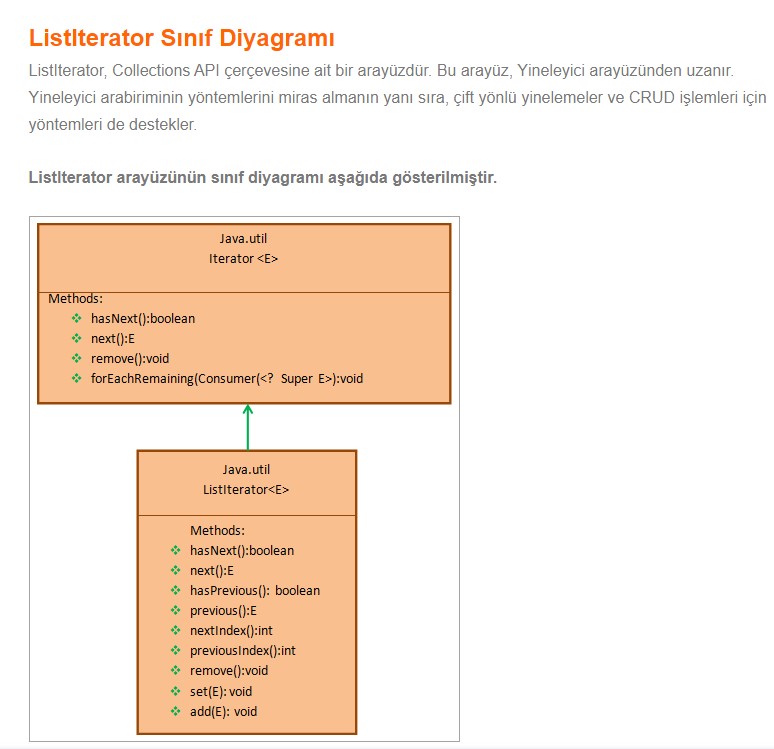 ListIterator Sınıf Diyagramı
ListIterator, Collections API çerçevesine ait bir arayüzdür. Bu arayüz, Yineleyici arayüzünden uzanır.
Yineleyici arabiriminin yöntemlerini miras almanın yanı sıra, çift yönlü yinelemeler ve CRUD işlemleri için
yöntemleri de destekler.
ListIterator arayüzünün sınıf diyagramı aşağıda gösterilmiştir.
Java.util
Iterator <E>
Methods:
hasNext():boolean
next():E
remove():void
forEachRemaining(Consumer(<? Super E>):void
Java.util
ListIterator<E>
Methods:
hasNext():boolean
next():E
hasPrevious(): boolean
previous():E
nextIndex():int
previousIndex():int
remove():void
set(E): void
add(E): void